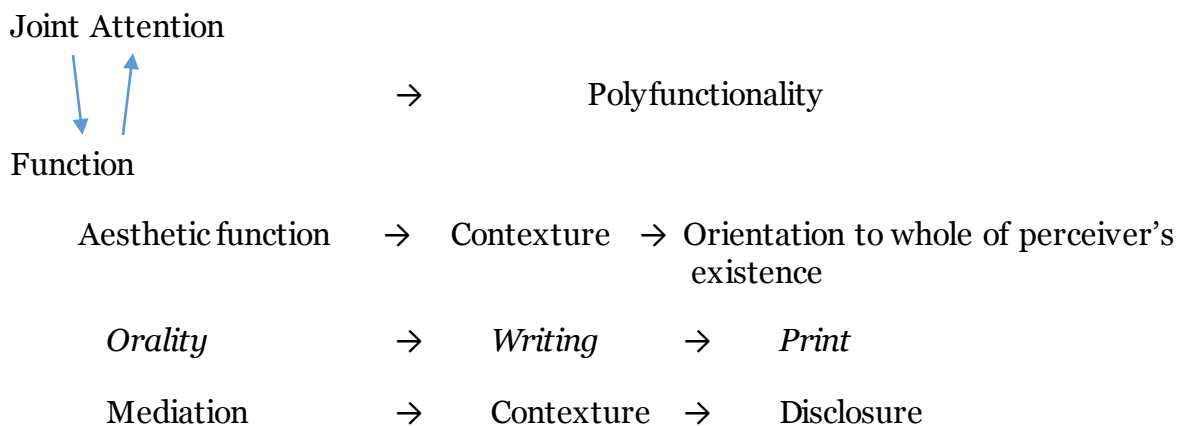 Joint Attention
→ Polyfunctionality
Function
Aesthetic function → Contexture → Orientation to whole of perceiver’s
existence
Orality → Writing → Print
Mediation → Contexture → Disclosure